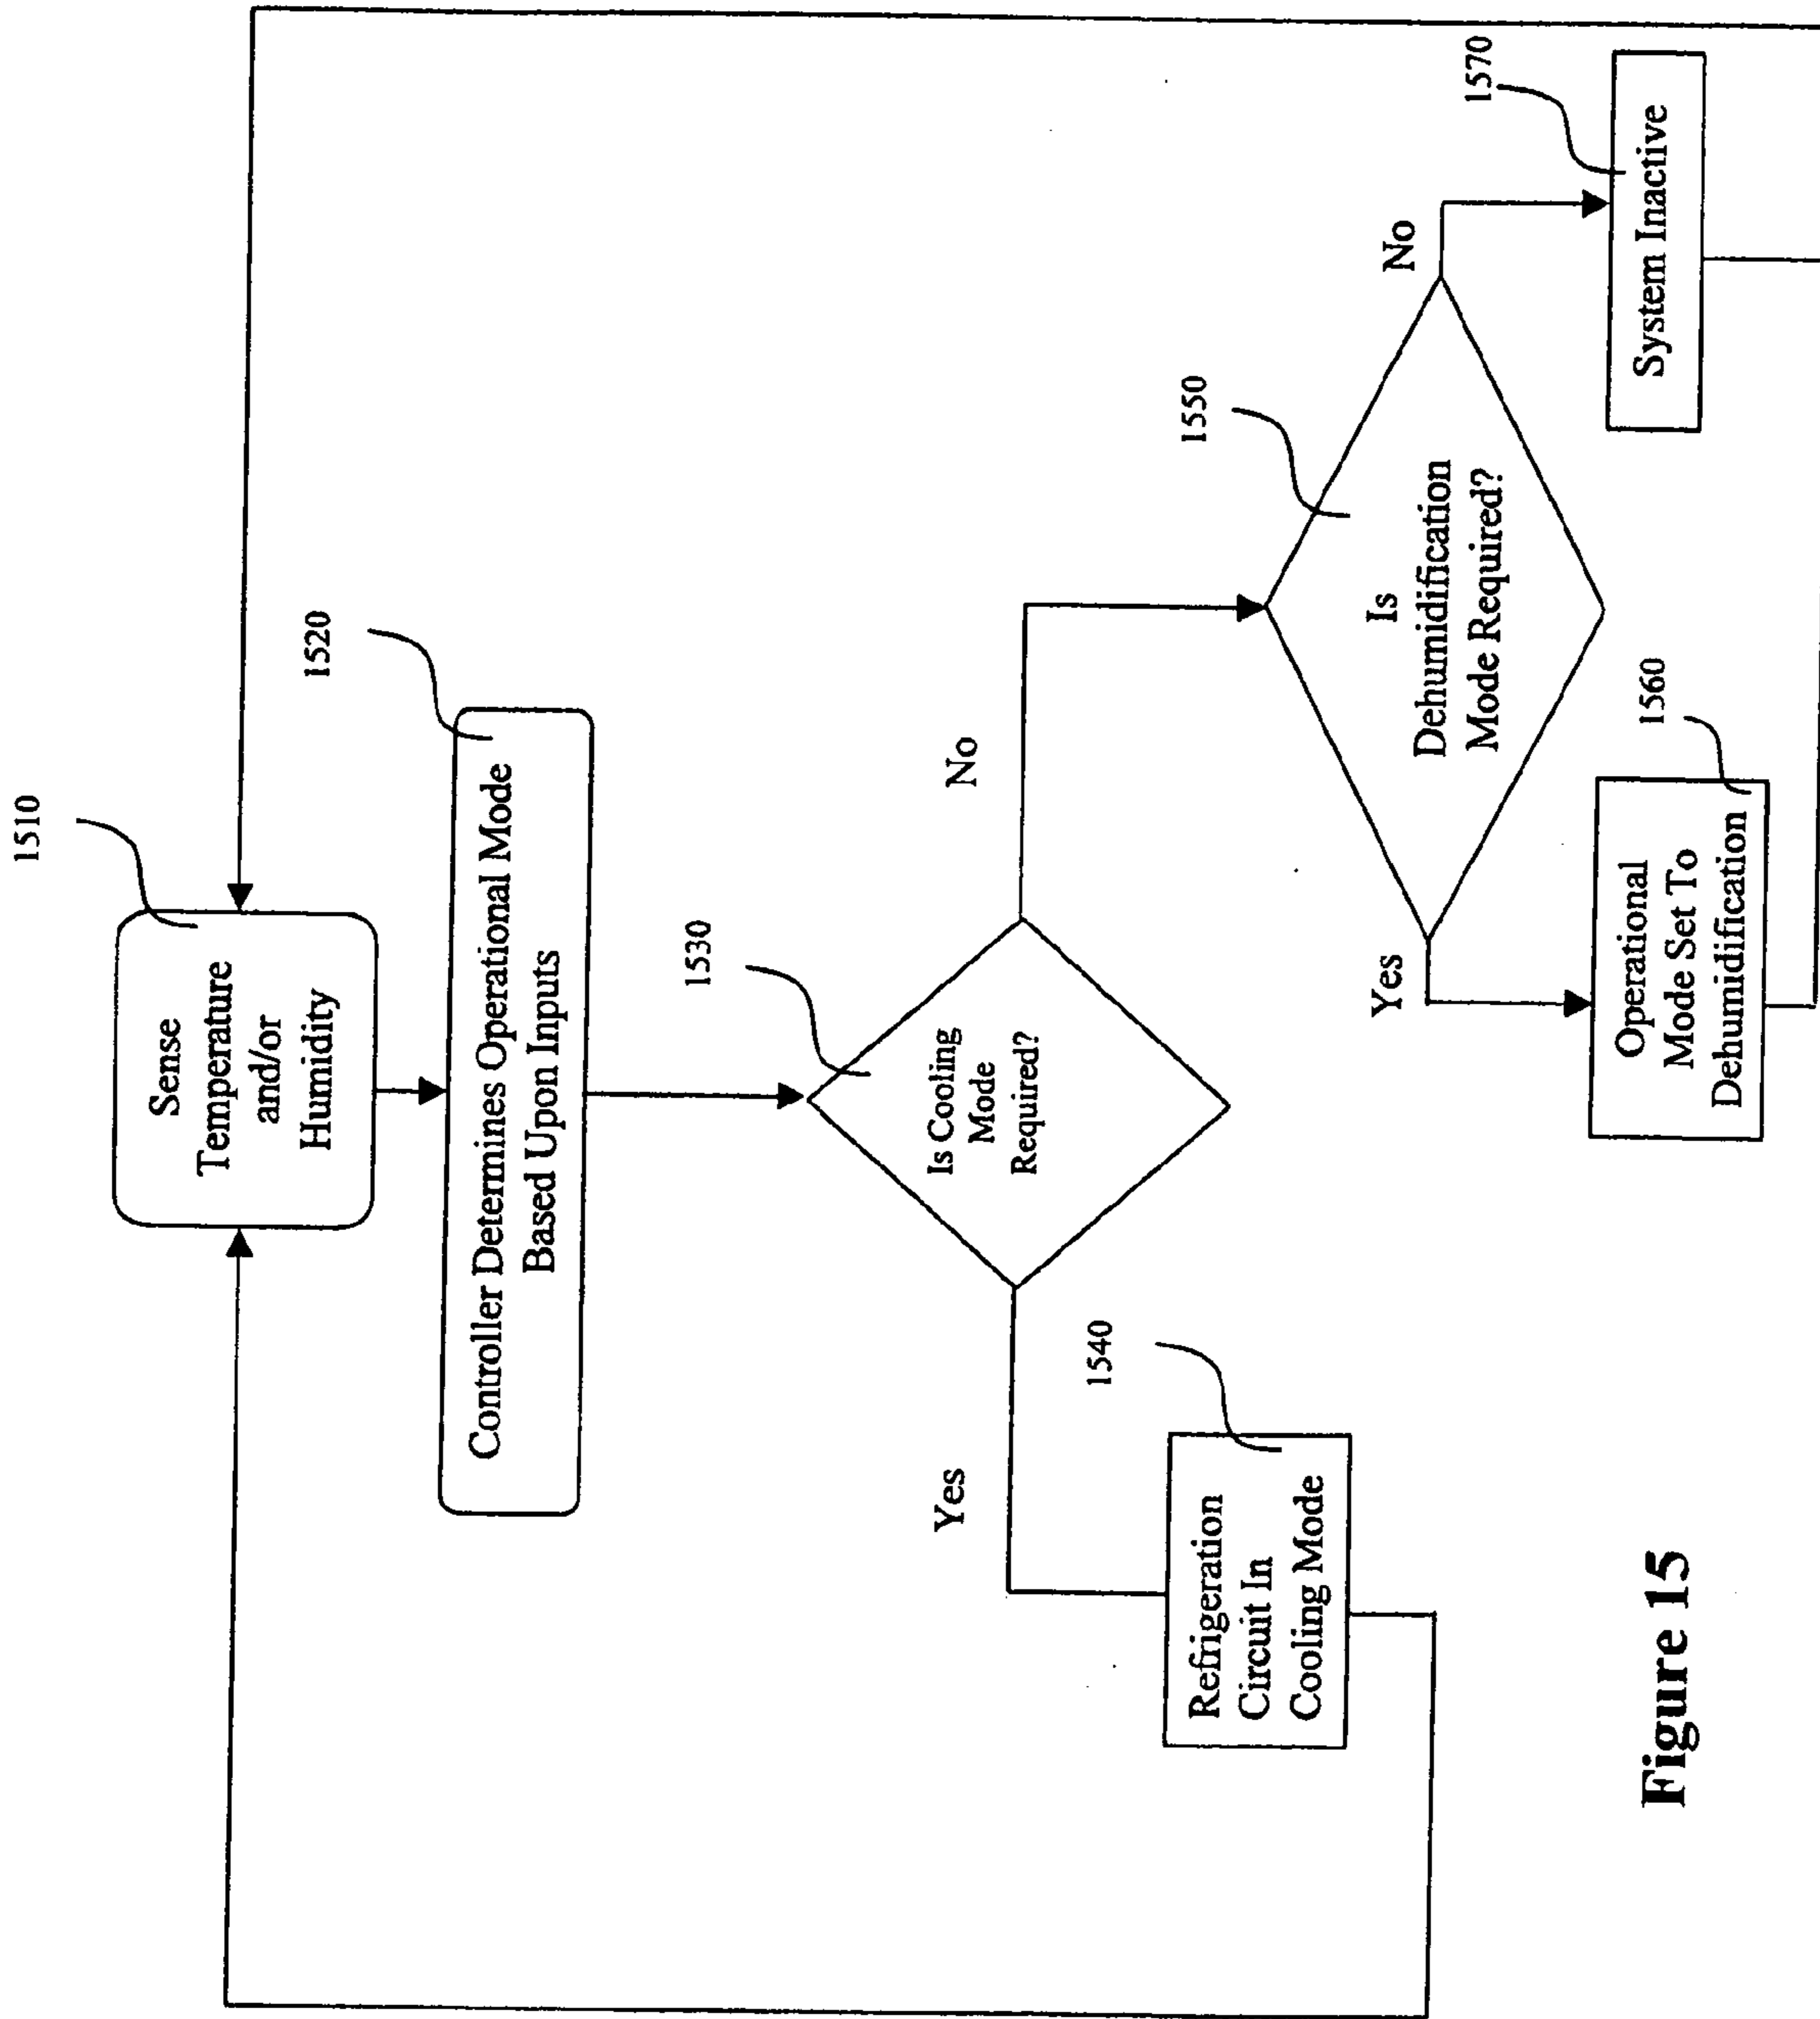 1510
Sense
Temperature
and/or
Humidity
1520
Controller Determines Operational Mode
Based Upon Inputs
1530
Is Cooling
Mode
Required?
Yes
No
1540
Refrigeration
Circuit In
Cooling Mode
1550
Is
Dehumidification
Mode Required?
Yes
No
1560
Operational
Mode Set To
Dehumidification
1570
System Inactive
Figure 15